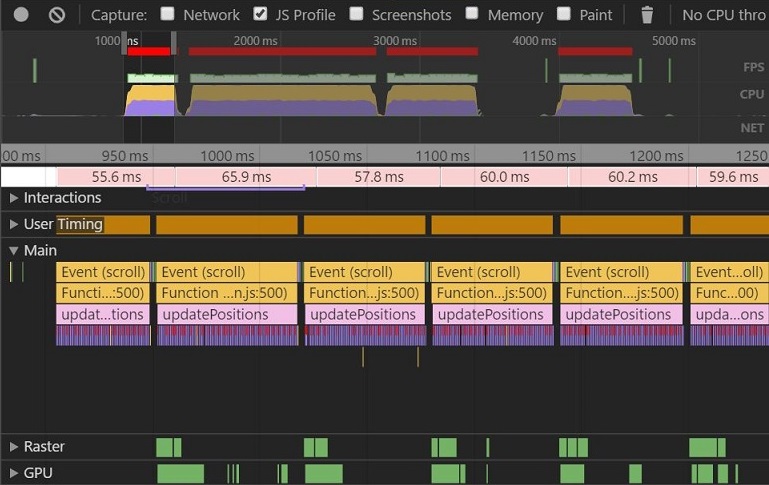 Capture: Network JS Profile Screenshots Memory Paint No CPU thro
1000 ms 2000 ms 3000 ms 4000 ms 5000 ms
FPS
CPU
NET
00 ms 950 ms 1000 ms 1050 ms 1100 ms 1150 ms 1200 ms 1250
55.6 ms 65.9 ms 57.8 ms 60.0 ms 60.2 ms 59.6 ms
Interactions Scroll
User Timing
Main
Event (scroll) Event (scroll) Event (scroll) Event (scroll) Event (scroll) Event...oll)
Functi...:500) Function ...n.js:500) Function...js:500) Function...js:500) Function....js:500) Func...00)
updat...tions updatePositions updatePositions updatePositions updatePositions upda...ons
Raster
GPU